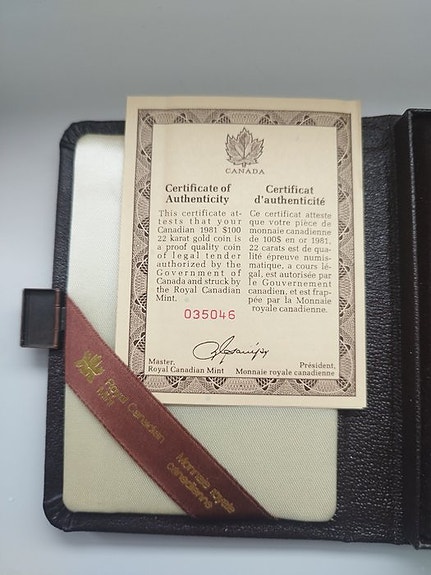 CANADA
Certificate of
Authenticity
This certificate at-
tests that your
Canadian 1981 $100
22 karat gold coin is
a proof quality coin
of legal tender
authorized by the
Government of
Canada and struck by
the Royal Canadian
Mint.
035046
Master,
Royal Canadian Mint
Certificat
d'authenticité
Ce certificat atteste
que votre pièce de
monnaie canadienne
de 100$ en or 1981,
22 carats est de qua-
lité épreuve numis-
matique, a cours lé-
gal, est autorisée par
le Gouvernement
canadien, et est frap-
pée par la Monnaie
royale canadienne.
Président,
Monnaie royale canadienne
Royal Canadian
Mint
Monnaie royale
canadienne